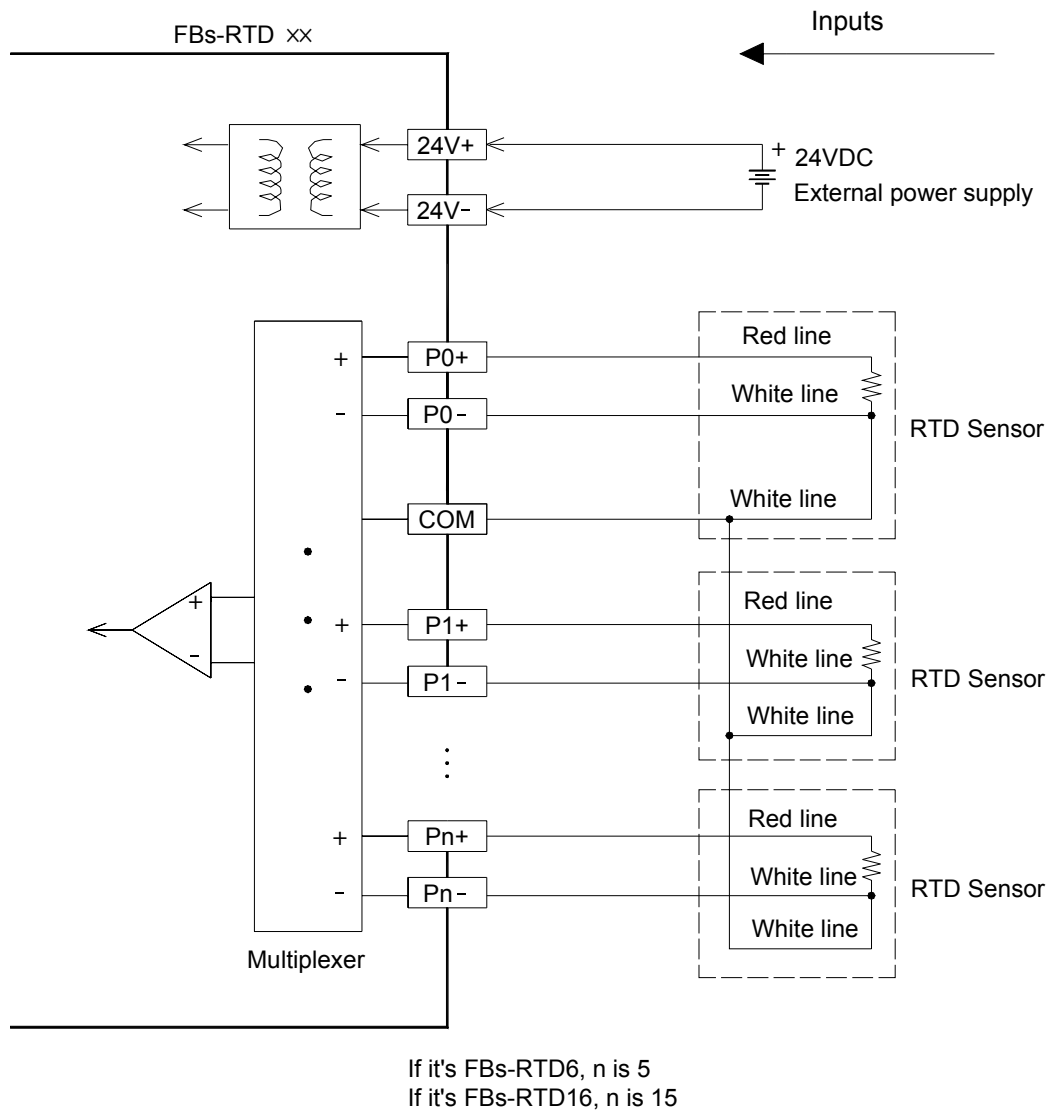 FBs-RTD ××
Inputs
24V+
24V-
+ 24VDC
External power supply
+ P0+
Red line
- P0-
White line
RTD Sensor
COM
White line
+ P1+
Red line
- P1-
White line
RTD Sensor
White line
+
-
+ Pn+
Red line
- Pn-
White line
RTD Sensor
White line
Multiplexer
If it's FBs-RTD6, n is 5
If it's FBs-RTD16, n is 15